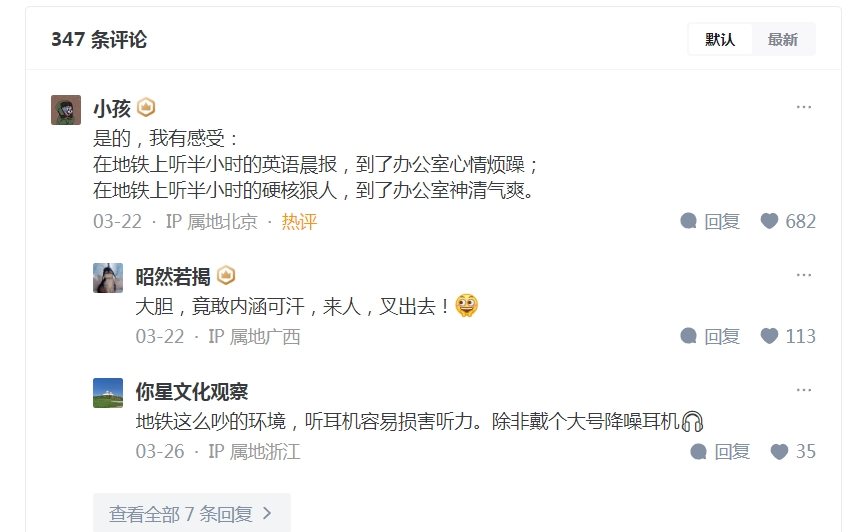 347 条评论
默认 最新
小孩
是的，我有感受：
在地铁上听半小时的英语晨报，到了办公室心情烦躁；
在地铁上听半小时的硬核狠人，到了办公室神清气爽。
03-22 · IP 属地北京 · 热评 回复 682
昭然若揭
大胆，竟敢内涵可汗，来人，叉出去！
03-22 · IP 属地广西 回复 113
你星文化观察
地铁这么吵的环境，听耳机容易损害听力。除非戴个大号降噪耳机🎧
03-26 · IP 属地浙江 回复 35
查看全部 7 条回复 >